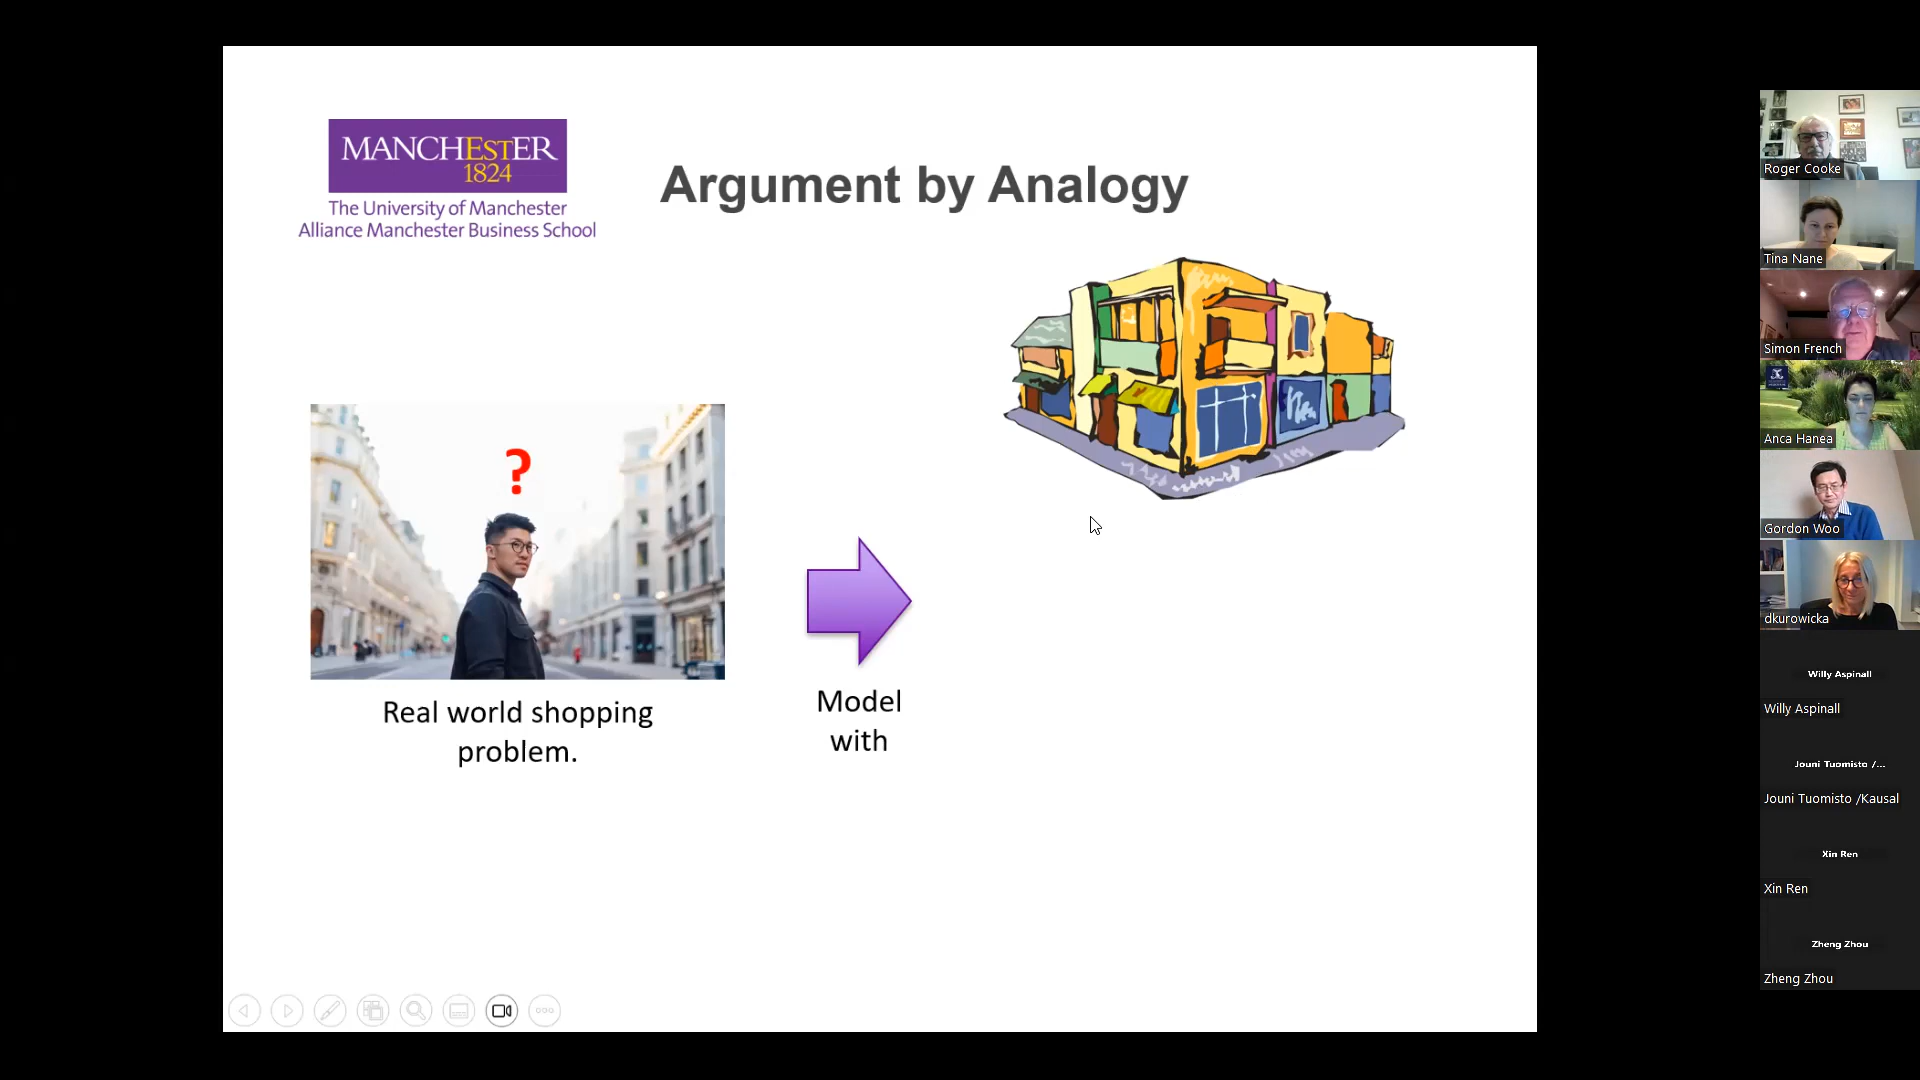 MANCHESTER
1824
The University of Manchester
Alliance Manchester Business School
Argument by Analogy
?
Real world shopping
problem.
Model
with
Roger Cooke
Tina Nane
Simon French
Anca Hanea
Gordon Woo
dkurowicka
Willy Aspinall
Willy Aspinall
Jouni Tuomisto /...
Jouni Tuomisto /Kausal
Xin Ren
Xin Ren
Zheng Zhou
Zheng Zhou